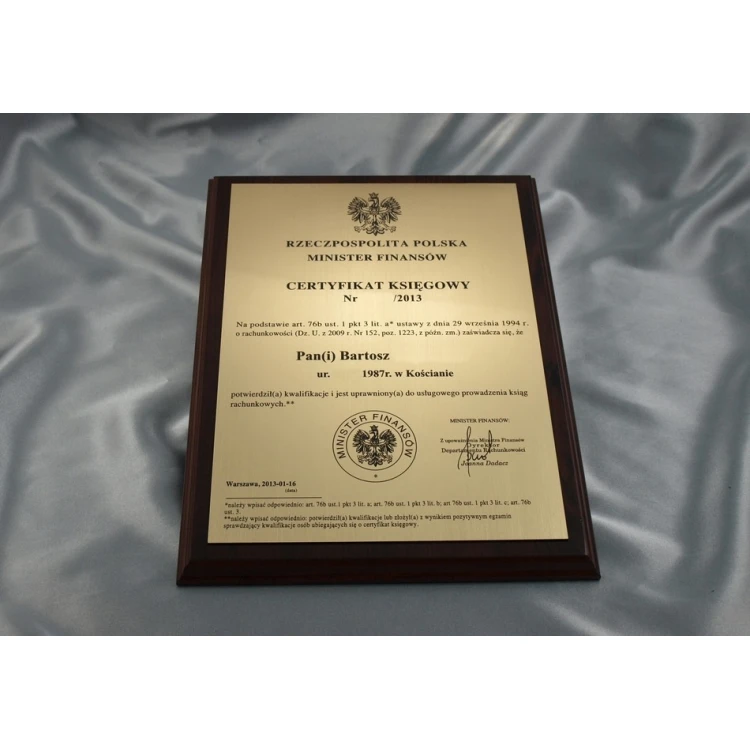 RZECZPOSPOLITA POLSKA
MINISTER FINANSÓW
CERTYFIKAT KSIĘGOWY
Nr /2013
Na podstawie art. 76b ust. 1 pkt 3 lit. a* ustawy z dnia 29 września 1994 r.
o rachunkowości (Dz. U. z 2009 r. Nr 152, poz. 1223, z późn. zm.) zaświadcza się, że
Pan(i) Bartosz
ur. 1987r. w Kościanie
potwierdził(a) kwalifikacje i jest uprawniony(a) do usługowego prowadzenia ksiąg
rachunkowych.**
MINISTER FINANSÓW
MINISTER FINANSÓW:
Z upoważnienia Ministra Finansów
Dyrektor
Departamentu Rachunkowości
Joanna Dadacz
Warszawa, 2013-01-16
(data)
*należy wpisać odpowiednio: art. 76b ust.1 pkt 3 lit. a; art. 76b ust. 1 pkt 3 lit. b; art 76b ust. 1 pkt 3 lit. c; art. 76b
ust. 3.
**należy wpisać odpowiednio: potwierdził(a) kwalifikacje lub złożył(a) z wynikiem pozytywnym egzamin
sprawdzający kwalifikacje osób ubiegających się o certyfikat księgowy.